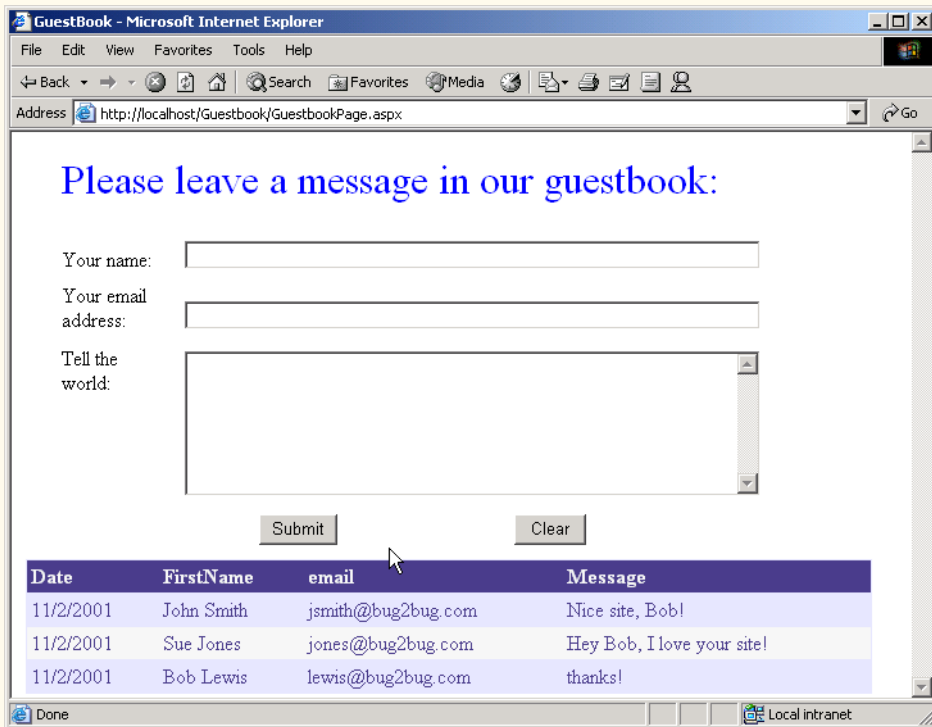 GuestBook - Microsoft Internet Explorer
File Edit View Favorites Tools Help
Back Search Favorites Media
Address http://localhost/Guestbook/GuestbookPage.aspx Go
Please leave a message in our guestbook:
Your name:
Your email
address:
Tell the
world:
Submit Clear
Date FirstName email Message
11/2/2001 John Smith jsmith@bug2bug.com Nice site, Bob!
11/2/2001 Sue Jones jones@bug2bug.com Hey Bob, I love your site!
11/2/2001 Bob Lewis lewis@bug2bug.com thanks!
Done Local intranet